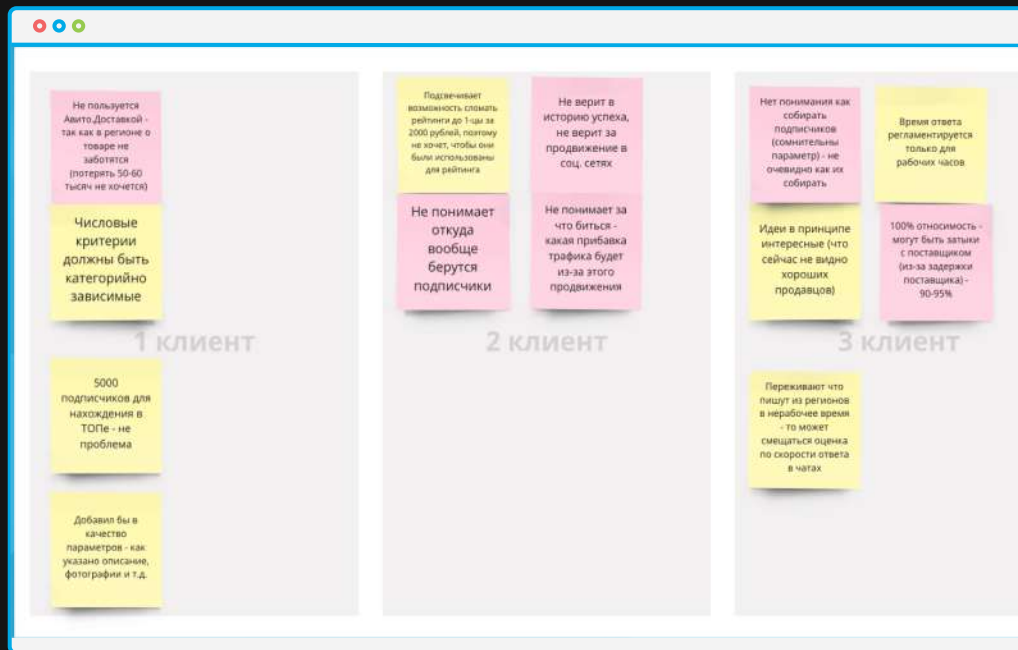 Не пользуется
Авито.Доставкой -
так как в регионе о
товаре не
заботятся
(потерять 50-60
тысяч не хочется)
Числовые
критерии
должны быть
категорийно
зависимые
1 клиент
5000
подписчиков для
нахождения в
ТОПе - не
проблема
Добавил бы в
качество
параметров - как
указано описание,
фотографии и т.д.
Подсвечивает
возможность сломать
рейтинги до 1-цы за
2000 рублей, поэтому
не хочет, чтобы они
были использованы
для рейтинга
Не верит в
историю успеха,
не верит за
продвижение в
соц. сетях
Не понимает
откуда
вообще
берутся
подписчики
Не понимает за
что биться -
какая прибавка
трафика будет
из-за этого
продвижения
2 клиент
Нет понимания как
собирать
подписчиков
(сомнительны
параметр) - не
очевидно как их
собирать
Время ответа
регламентируется
только для
рабочих часов
Идеи в принципе
интересные (что
сейчас не видно
хороших
продавцов)
100% относимость -
могут быть затыки
с поставщиком
(из-за задержки
поставщика) -
90-95%
3 клиент
Переживают что
пишут из регионов
в нерабочее время
- то может
смещаться оценка
по скорости ответа
в чатах